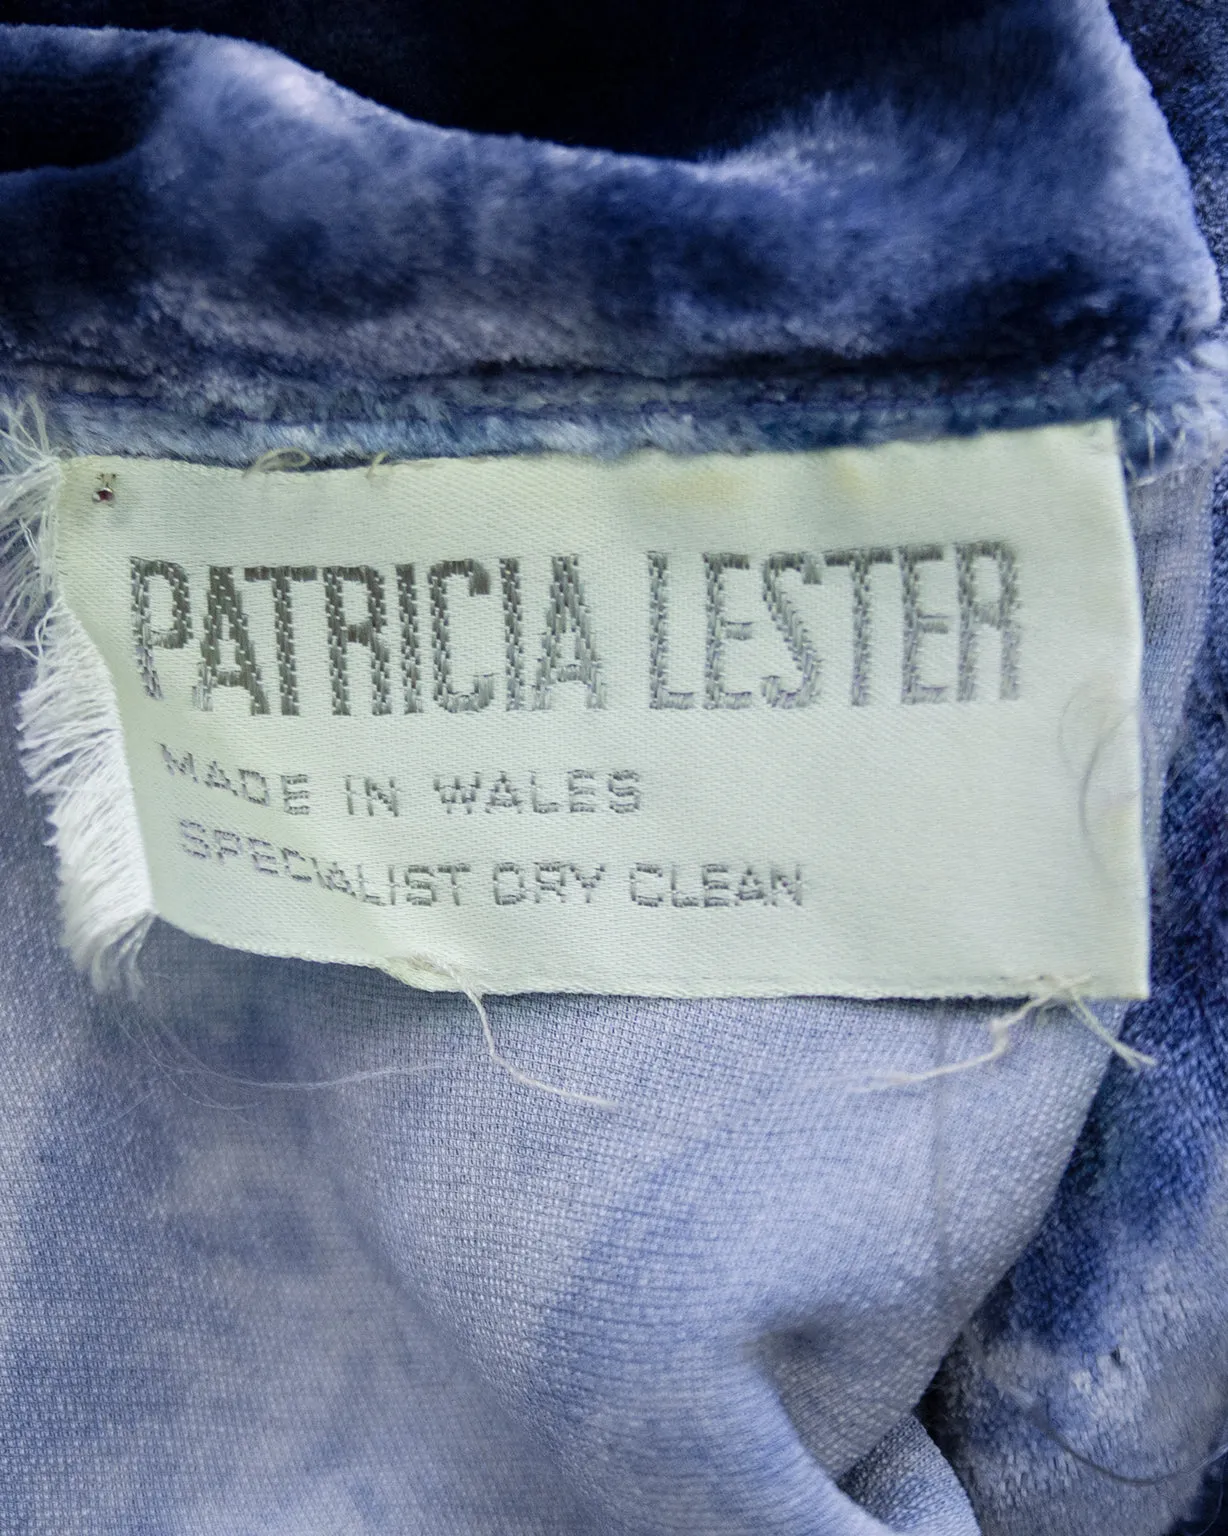 PATRICIA LESTER
MADE IN WALES
SPECIALIST DRY CLEAN